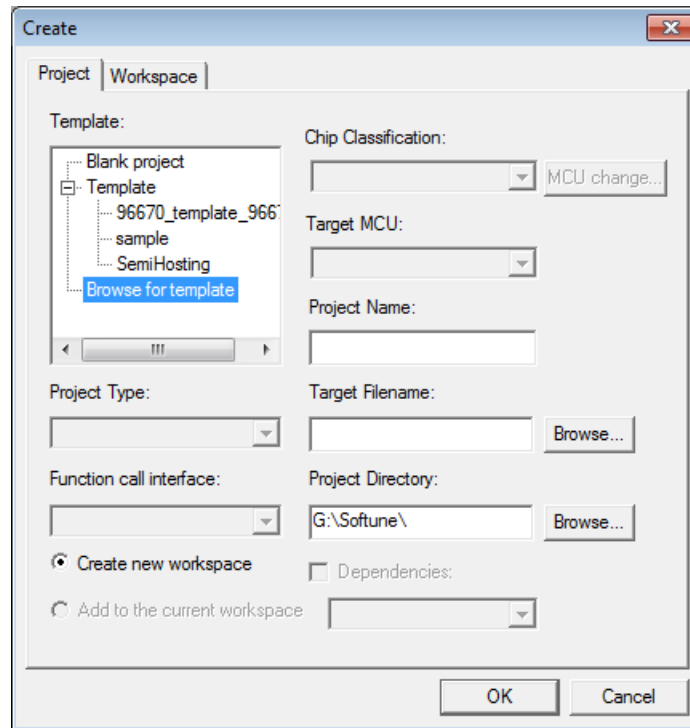 Create
Project
Workspace
Template:
Blank project
Template
96670_template_966
sample
SemiHosting
Browse for template
Chip Classification:
MCU change...
Target MCU:
Project Name:
Project Type:
Target Filename:
Browse...
Function call interface:
Project Directory:
G:\Softune\
Browse...
Create new workspace
Dependencies:
Add to the current workspace
OK
Cancel